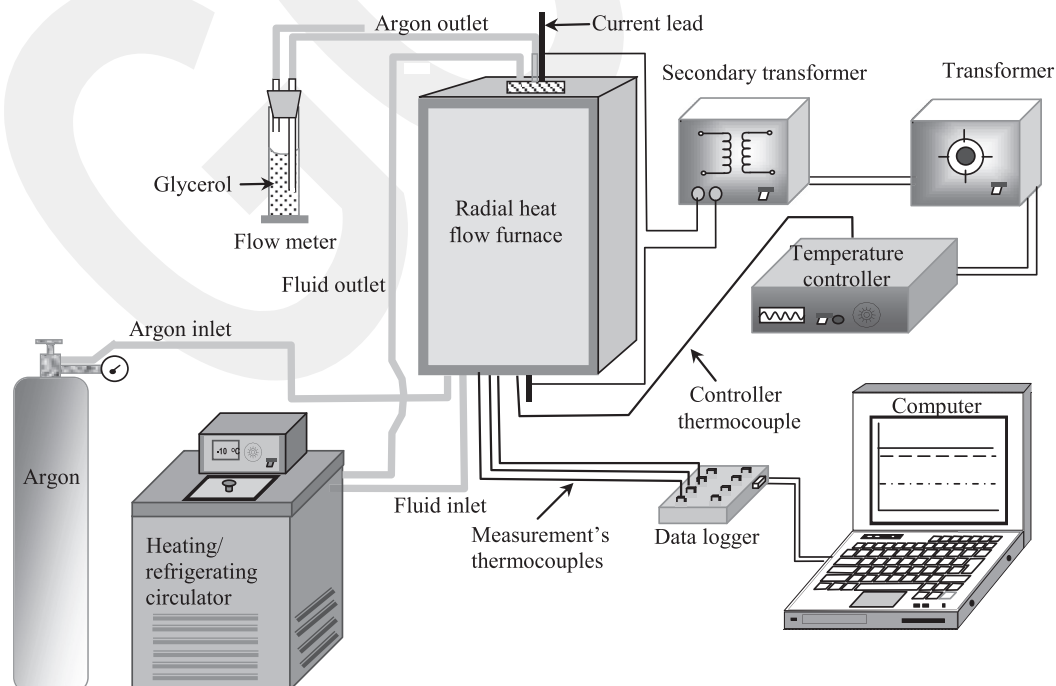 Argon outlet
Current lead
Secondary transformer
Transformer
Glycerol
Flow meter
Radial heat
flow furnace
Temperature
controller
Fluid outlet
Argon inlet
Controller
thermocouple
Computer
-10 °C
Argon
Fluid inlet
Heating/
refrigerating
circulator
Measurement's
thermocouples
Data logger